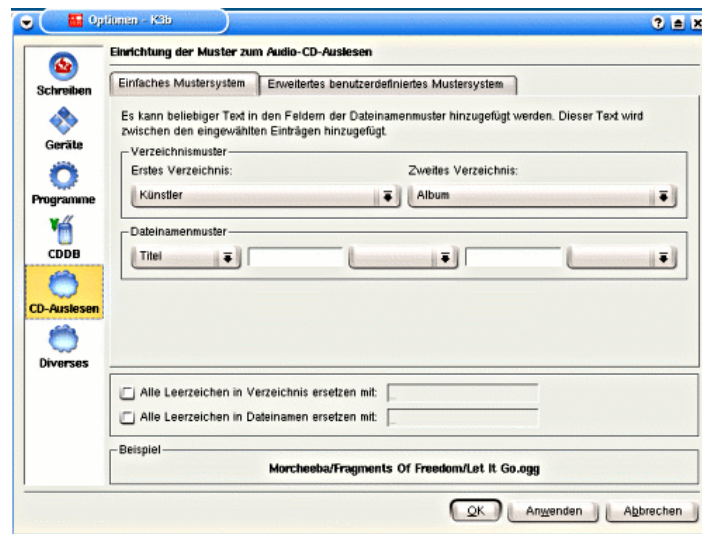 Optionen - K3b
Einrichtung der Muster zum Audio-CD-Auslesen
Schreiben
Geräte
Programme
CDDB
CD-Auslesen
Diverses
Einfaches Mustersystem
Erweitertes benutzerdefiniertes Mustersystem
Es kann beliebiger Text in den Feldern der Dateinamenmuster hinzugefügt werden. Dieser Text wird
zwischen den eingewählten Einträgen hinzugefügt.
Verzeichnismuster
Erstes Verzeichnis:
Zweites Verzeichnis:
Künstler
Album
Dateinamenmuster
Titel
Alle Leerzeichen in Verzeichnis ersetzen mit: _
Alle Leerzeichen in Dateinamen ersetzen mit: _
Beispiel
Morcheeba/Fragments Of Freedom/Let It Go.ogg
OK
Anwenden
Abbrechen